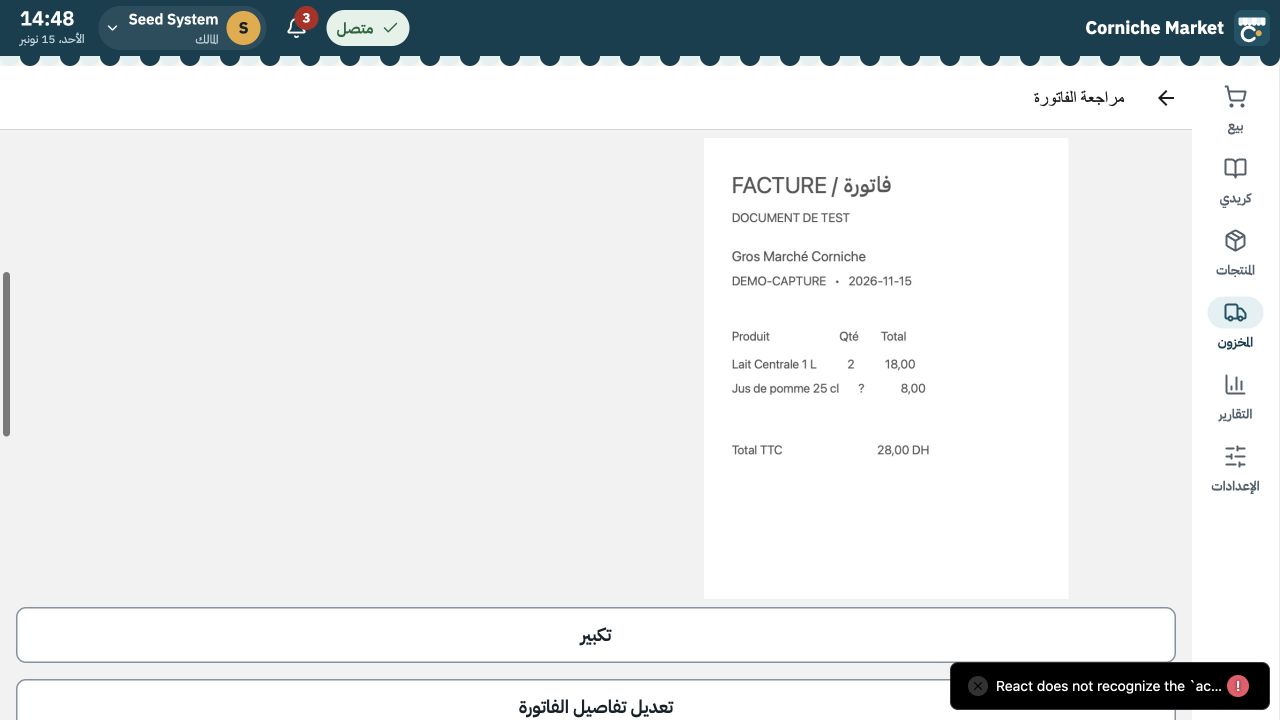 Corniche Market
متصل
3
Seed System
المالك
S
14:48
الأحد، 15 نونبر
مراجعة الفاتورة
بيع
كريدي
المنتجات
المخزون
التقارير
الإعدادات
FACTURE / فاتورة
DOCUMENT DE TEST
Gros Marché Corniche
DEMO-CAPTURE • 2026-11-15
Produit Qté Total
Lait Centrale 1 L 2 18,00
Jus de pomme 25 cl ? 8,00
Total TTC 28,00 DH
تكبير
تعديل تفاصيل الفاتورة
React does not recognize the `ac...